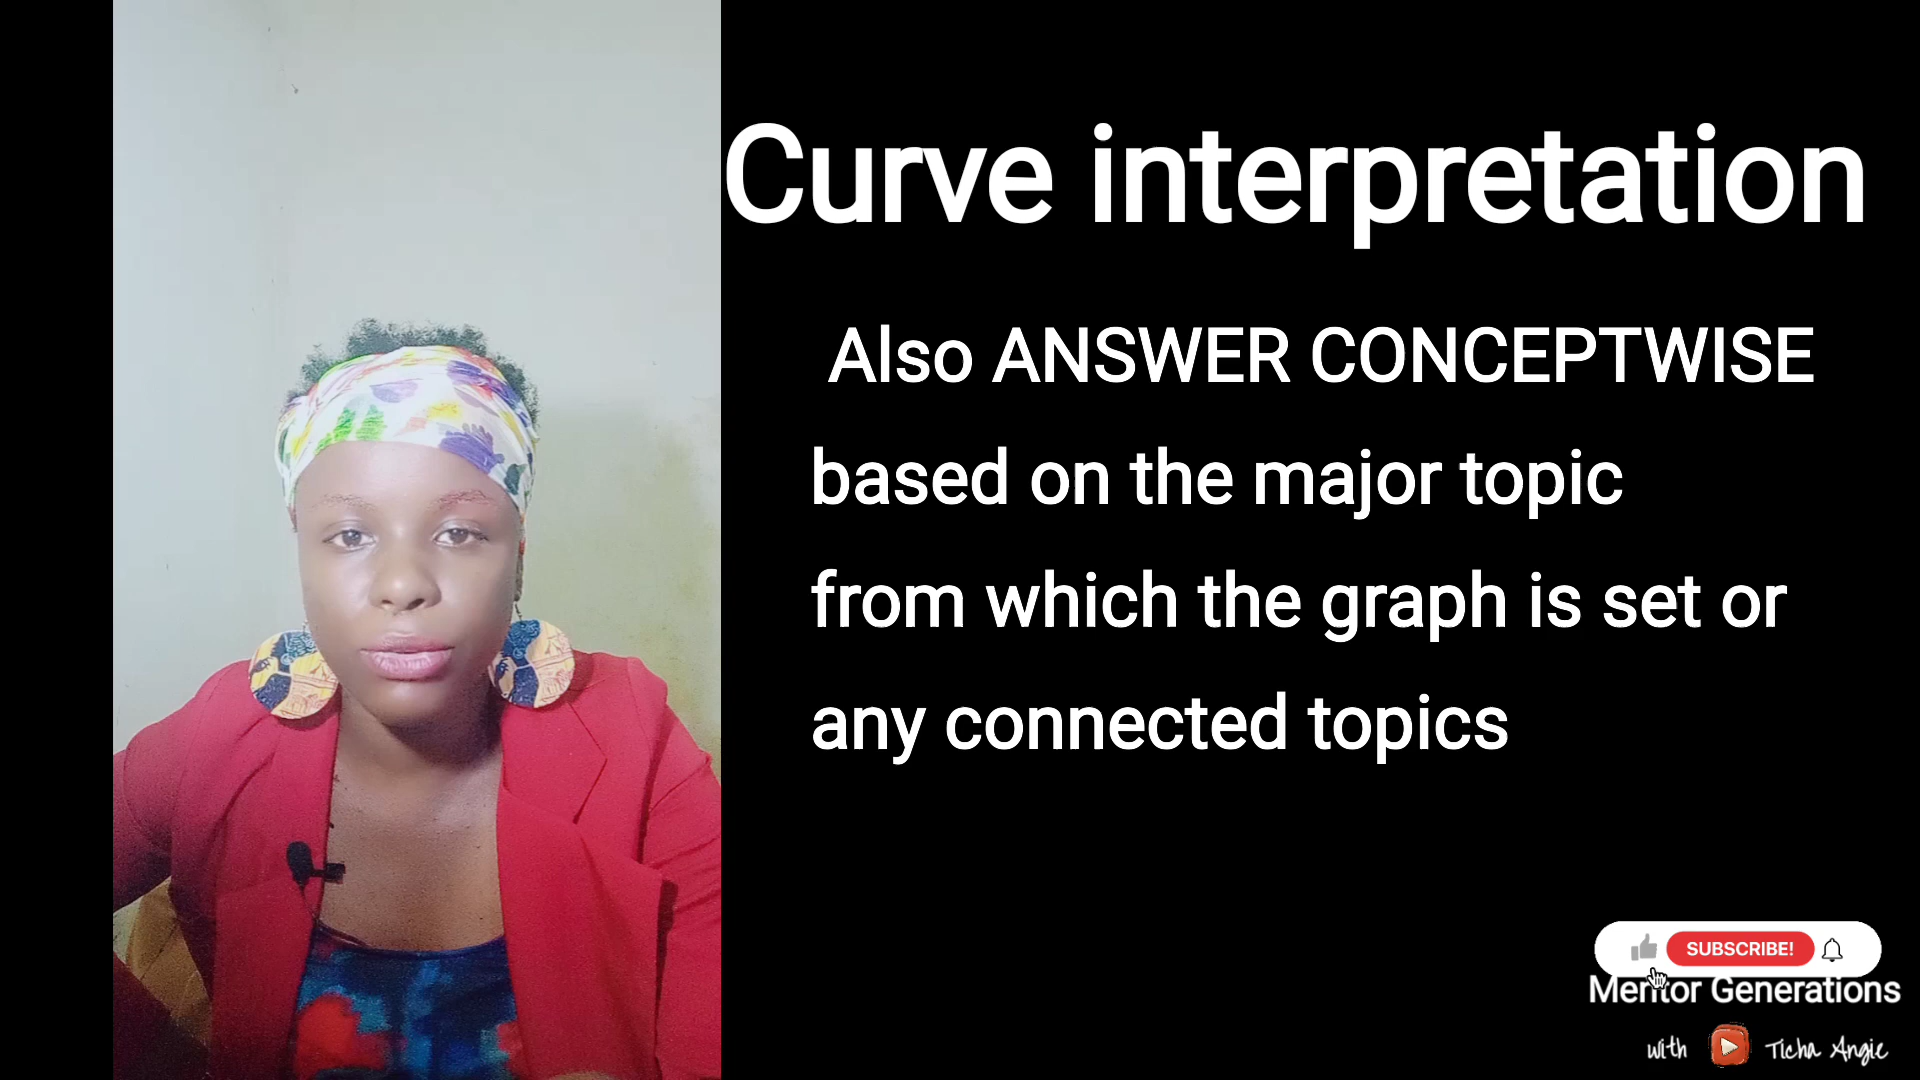 Curve interpretation
Also ANSWER CONCEPTWISE
based on the major topic
from which the graph is set or
any connected topics
SUBSCRIBE!
Mentor Generations
with Ticha Angie